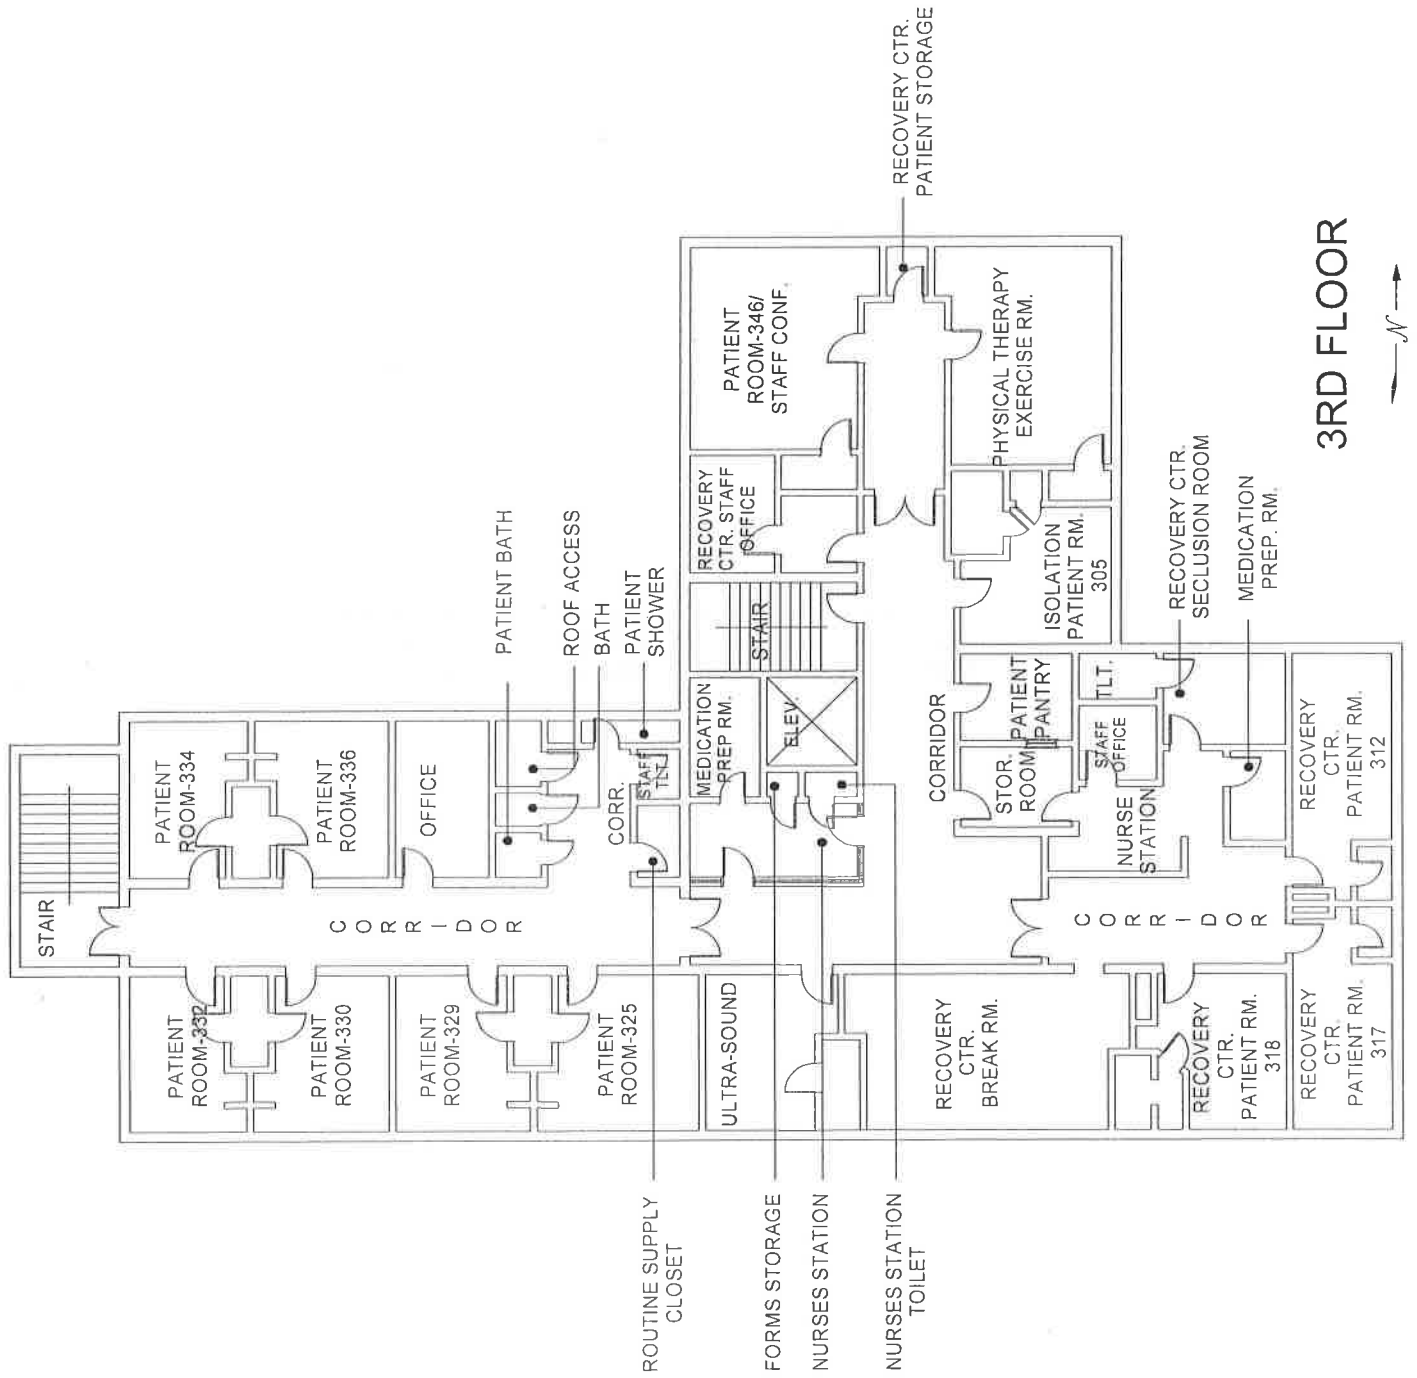 RECOVERY CTR.
PATIENT STORAGE
PATIENT
ROOM-346/
STAFF CONF.
PHYSICAL THERAPY
EXERCISE RM.
3RD FLOOR
N
RECOVERY
CTR. STAFF
OFFICE
ISOLATION
PATIENT RM.
305
RECOVERY CTR.
SECLUSION ROOM
MEDICATION
PREP. RM.
PATIENT BATH
ROOF ACCESS
BATH
PATIENT
SHOWER
STAIR
MEDICATION
PREP RM.
ELEV.
CORRIDOR
PATIENT
PANTRY
STOR.
ROOM
TLT.
STAFF
OFFICE
NURSE
STATION
RECOVERY
CTR.
PATIENT RM.
312
PATIENT
ROOM-334
PATIENT
ROOM-336
OFFICE
CORR.
STAFF
TLT.
STAIR
CORRIDOR
CORRIDOR
PATIENT
ROOM-332
PATIENT
ROOM-330
PATIENT
ROOM-329
PATIENT
ROOM-325
ULTRA-SOUND
RECOVERY
CTR.
BREAK RM.
RECOVERY
CTR.
PATIENT RM.
318
RECOVERY
CTR.
PATIENT RM.
317
ROUTINE SUPPLY
CLOSET
FORMS STORAGE
NURSES STATION
NURSES STATION
TOILET